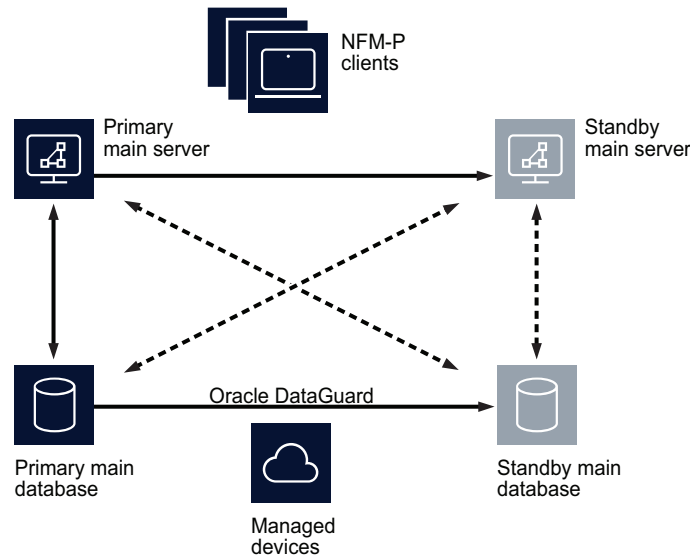 NFM-P
clients
Primary
main server
Standby
main server
Oracle DataGuard
Primary main
database
Standby main
database
Managed
devices